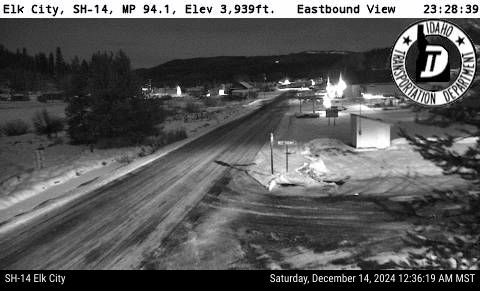 Elk City, SH-14, MP 94.1, Elev 3,939ft. Eastbound View 23:28:39
IDAHO
TRANSPORTATION DEPARTMENT
SH-14 Elk City Saturday, December 14, 2024 12:36:19 AM MST